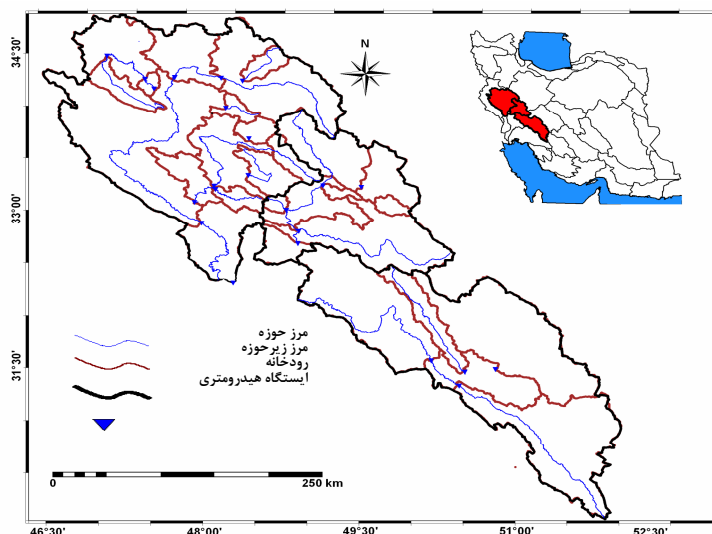 34°30'
33°00'
31°30'
N
مرز حوزه
مرز زیرحوزه
رودخانه
ایستگاه هیدرومتری
0 250 km
46°30' 48°00' 49°30' 51°00' 52°30'